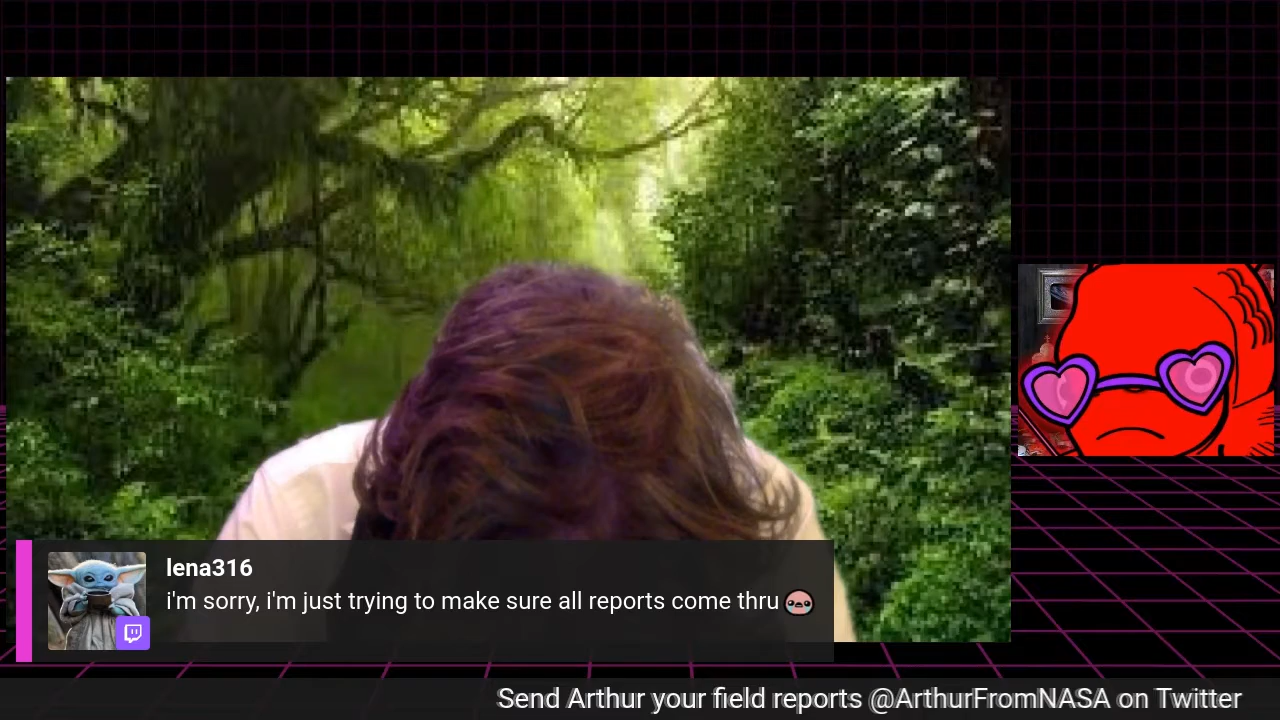 lena316
i'm sorry, i'm just trying to make sure all reports come thru
Send Arthur your field reports @ArthurFromNASA on Twitter